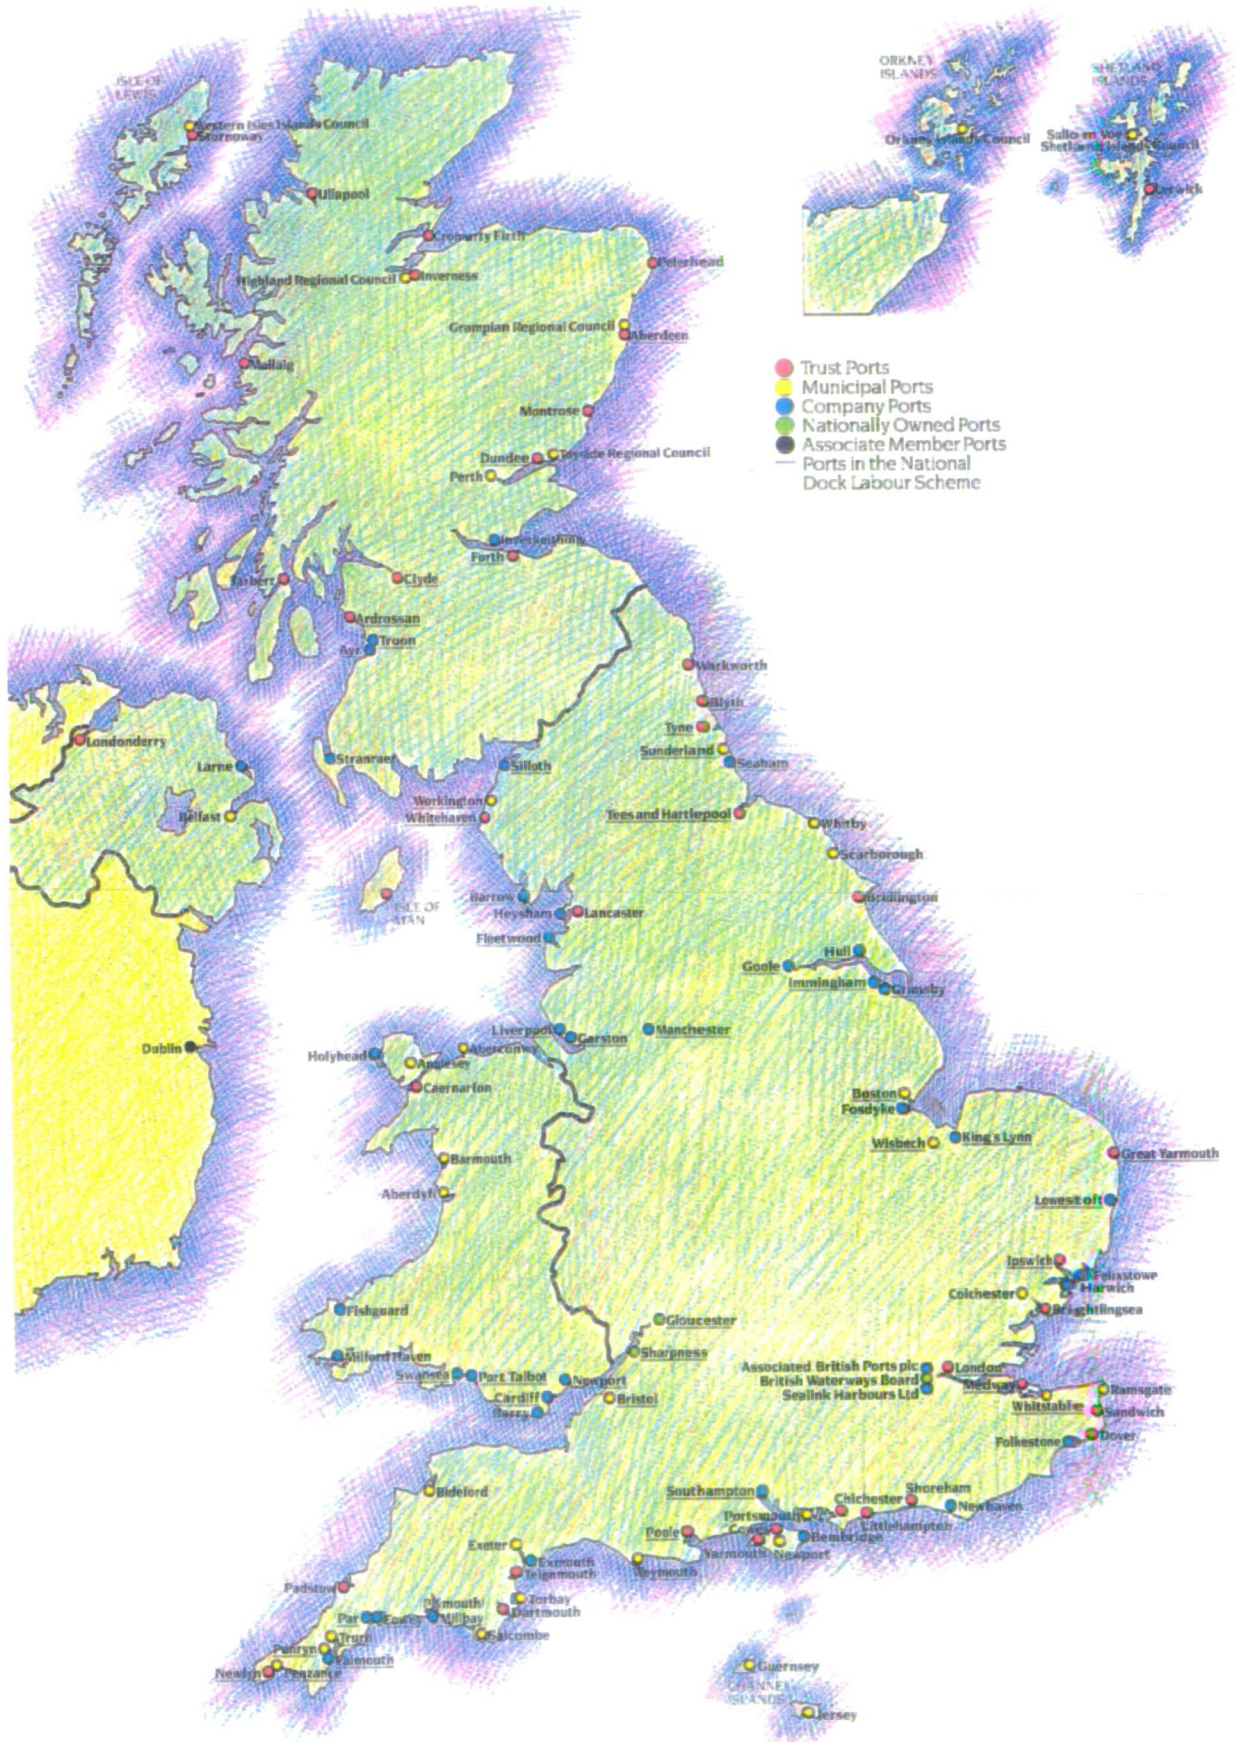 ISLE OF
LEWIS
ORKNEY
ISLANDS
SHETLAND
ISLANDS
Western Isles Islands Council
Stornoway
Orkney Islands Council
Sullom Voe
Shetland Islands Council
Lerwick
Ullapool
Cromarty Firth
Peterhead
Highland Regional Council
Inverness
Grampian Regional Council
Aberdeen
Mallaig
Trust Ports
Municipal Ports
Company Ports
Nationally Owned Ports
Associate Member Ports
Ports in the National
Dock Labour Scheme
Montrose
Dundee
Tayside Regional Council
Perth
Inverkeithing
Forth
Tarbert
Clyde
Ardrossan
Troon
Ayr
Warkworth
Blyth
Tyne
Londonderry
Sunderland
Stranraer
Seaham
Larne
Silloth
Workington
Whitehaven
Belfast
Tees and Hartlepool
Whitby
Scarborough
Barrow
Bridlington
ISLE OF
MAN
Heysham
Lancaster
Fleetwood
Hull
Goole
Immingham
Grimsby
Liverpool
Garston
Manchester
Dublin
Holyhead
Anglesey
Aberconwy
Caernarfon
Boston
Fosdyke
Wisbech
King's Lynn
Barmouth
Great Yarmouth
Aberdyfi
Lowestoft
Ipswich
Felixstowe
Harwich
Colchester
Brightlingsea
Fishguard
Gloucester
Sharpness
Milford Haven
Swansea
Port Talbot
Newport
Cardiff
Barry
Bristol
Associated British Ports plc
British Waterways Board
Sealink Harbours Ltd
London
Medway
Whitstable
Ramsgate
Sandwich
Dover
Folkestone
Bideford
Southampton
Portsmouth
Chichester
Shoreham
Littlehampton
Newhaven
Poole
Cowes
Yarmouth
Newport
Bembridge
Exeter
Exmouth
Teignmouth
Weymouth
Padstow
Torbay
Dartmouth
Par
Fowey
Plymouth/
Millbay
Salcombe
Truro
Penryn
Falmouth
Newlyn
Penzance
Guernsey
CHANNEL
ISLANDS
Jersey